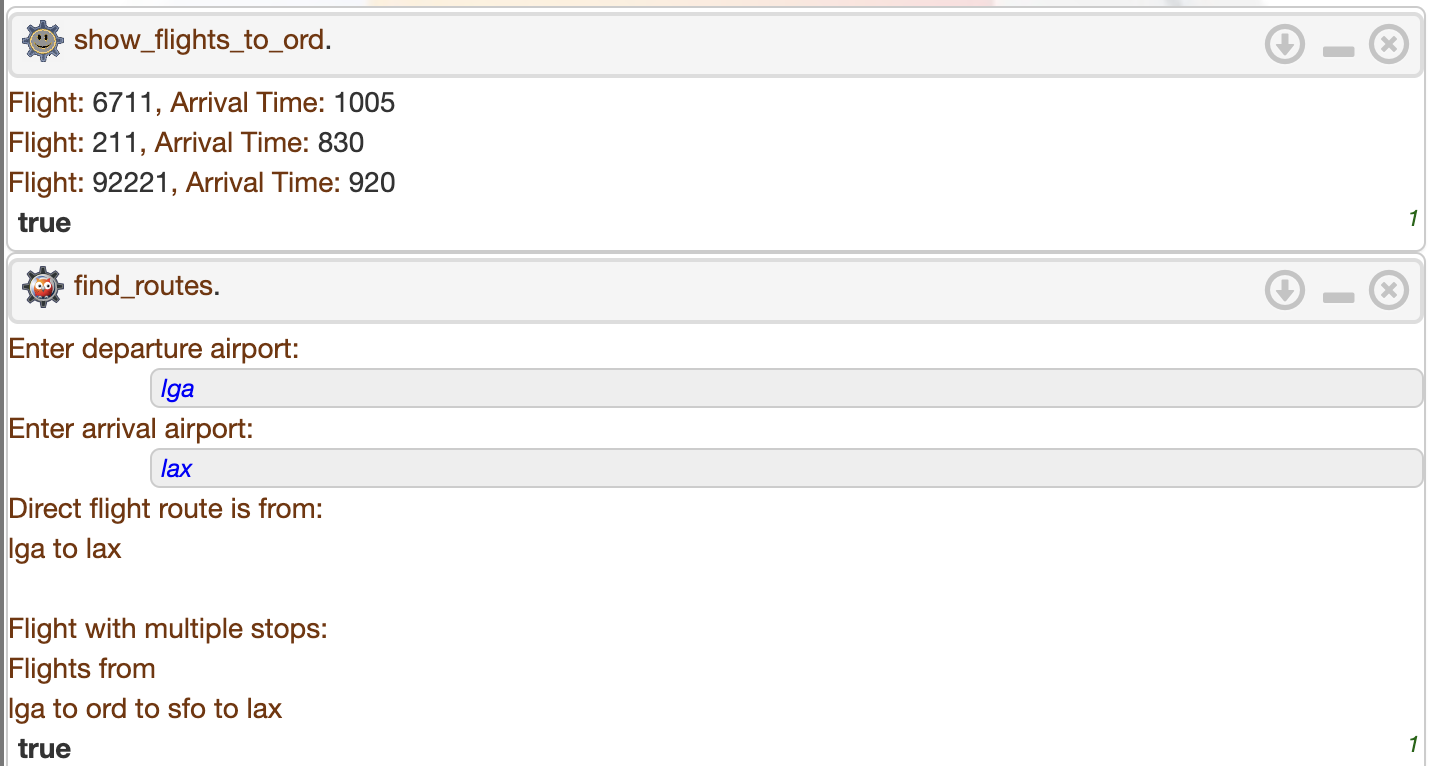 show_flights_to_ord.
Flight: 6711, Arrival Time: 1005
Flight: 211, Arrival Time: 830
Flight: 92221, Arrival Time: 920
true
1
find_routes.
Enter departure airport:
lga
Enter arrival airport:
lax
Direct flight route is from:
lga to lax
Flight with multiple stops:
Flights from
lga to ord to sfo to lax
true
1